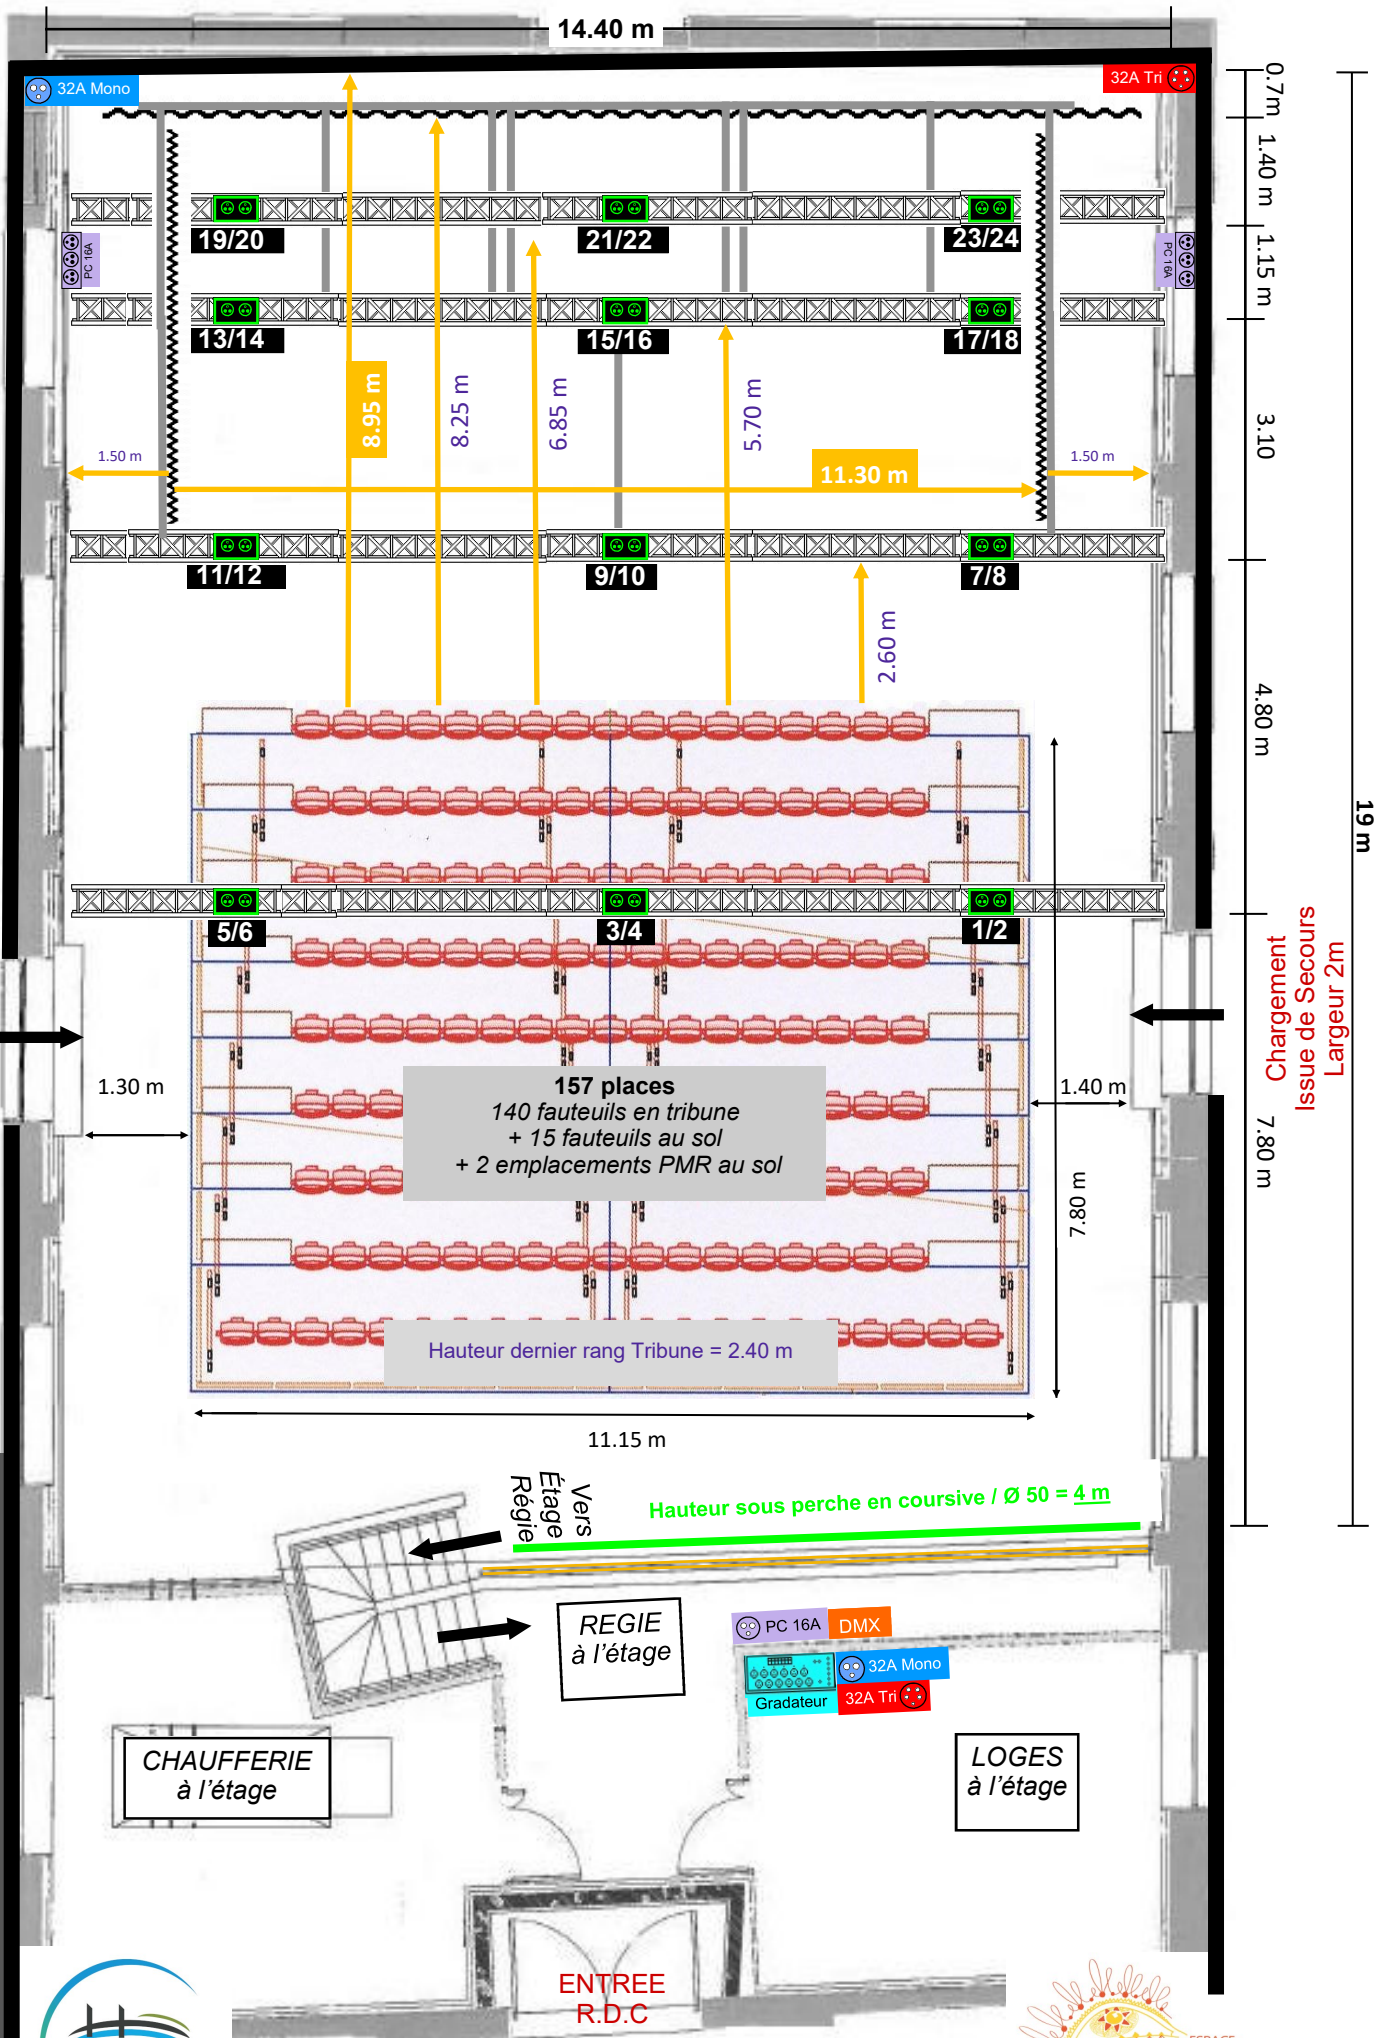 14.40 m
32A Mono
32A Tri
0.7m
1.40 m
19/20
21/22
23/24
PC 16A
PC 16A
1.15 m
13/14
15/16
17/18
8.95 m
8.25 m
6.85 m
5.70 m
3.10
1.50 m
11.30 m
1.50 m
11/12
9/10
7/8
2.60 m
4.80 m
19 m
5/6
3/4
1/2
Chargement
Issue de Secours
Largeur 2m
1.30 m
157 places
140 fauteuils en tribune
+ 15 fauteuils au sol
+ 2 emplacements PMR au sol
1.40 m
7.80 m
7.80 m
Hauteur dernier rang Tribune = 2.40 m
11.15 m
Vers
Étage
Régie
Hauteur sous perche en coursive / Ø 50 = 4 m
REGIE
à l'étage
PC 16A
DMX
32A Mono
Gradateur
32A Tri
CHAUFFERIE
à l'étage
LOGES
à l'étage
ENTREE
R.D.C
ESPACE